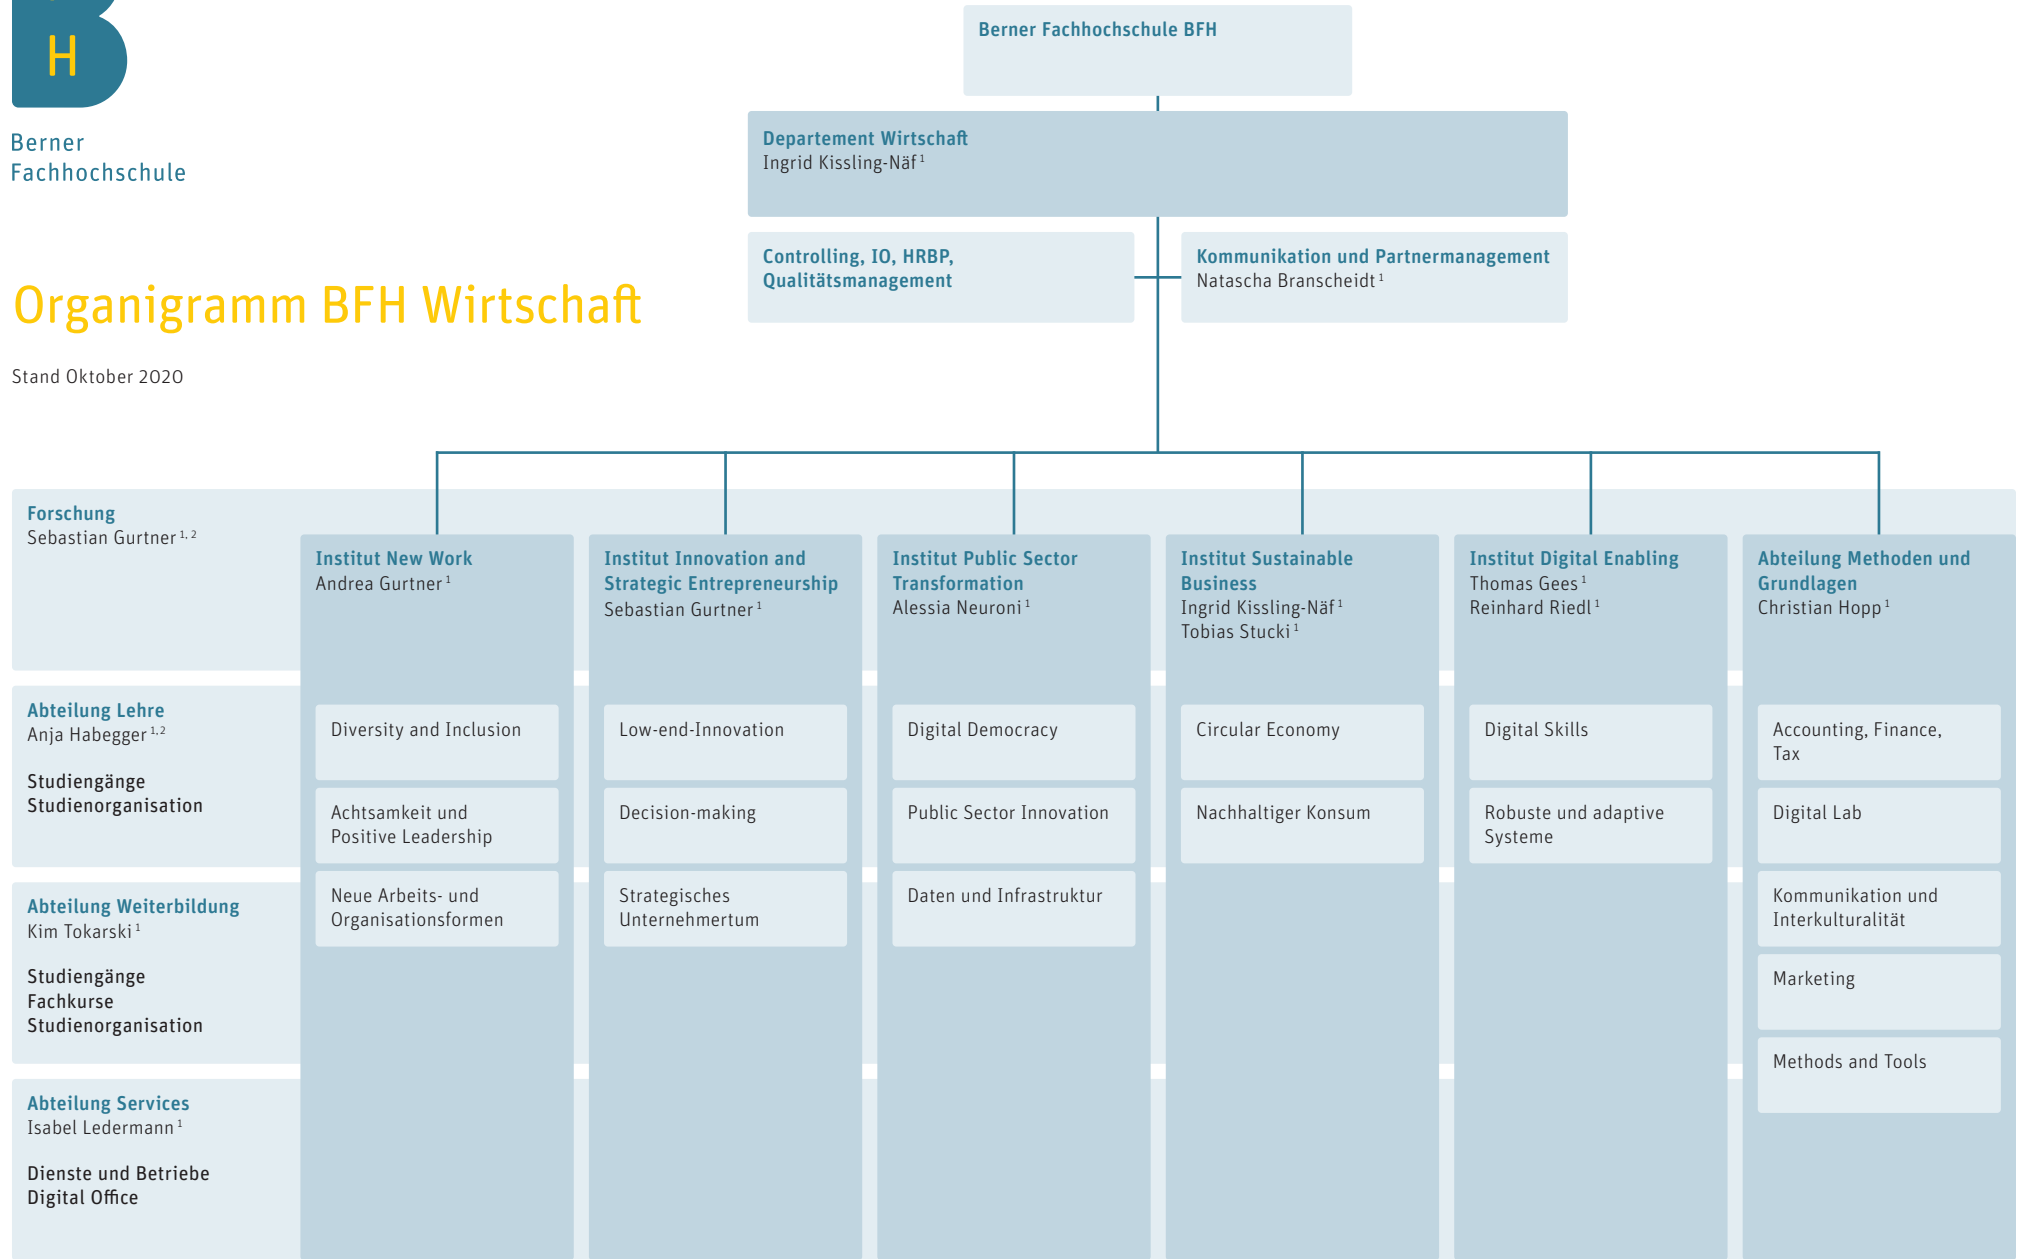 H
Berner
Fachhochschule
Organigramm BFH Wirtschaft
Stand Oktober 2020
Berner Fachhochschule BFH
Departement Wirtschaft
Ingrid Kissling-Näf ¹
Controlling, IO, HRBP,
Qualitätsmanagement
Kommunikation und Partnermanagement
Natascha Branscheidt ¹
Forschung
Sebastian Gurtner ¹, ²
Abteilung Lehre
Anja Habegger ¹,²
Studiengänge
Studienorganisation
Abteilung Weiterbildung
Kim Tokarski ¹
Studiengänge
Fachkurse
Studienorganisation
Abteilung Services
Isabel Ledermann ¹
Dienste und Betriebe
Digital Office
Institut New Work
Andrea Gurtner ¹
Diversity and Inclusion
Achtsamkeit und
Positive Leadership
Neue Arbeits- und
Organisationsformen
Institut Innovation and
Strategic Entrepreneurship
Sebastian Gurtner ¹
Low-end-Innovation
Decision-making
Strategisches
Unternehmertum
Institut Public Sector
Transformation
Alessia Neuroni ¹
Digital Democracy
Public Sector Innovation
Daten und Infrastruktur
Institut Sustainable
Business
Ingrid Kissling-Näf ¹
Tobias Stucki ¹
Circular Economy
Nachhaltiger Konsum
Institut Digital Enabling
Thomas Gees ¹
Reinhard Riedl ¹
Digital Skills
Robuste und adaptive
Systeme
Abteilung Methoden und
Grundlagen
Christian Hopp ¹
Accounting, Finance,
Tax
Digital Lab
Kommunikation und
Interkulturalität
Marketing
Methods and Tools